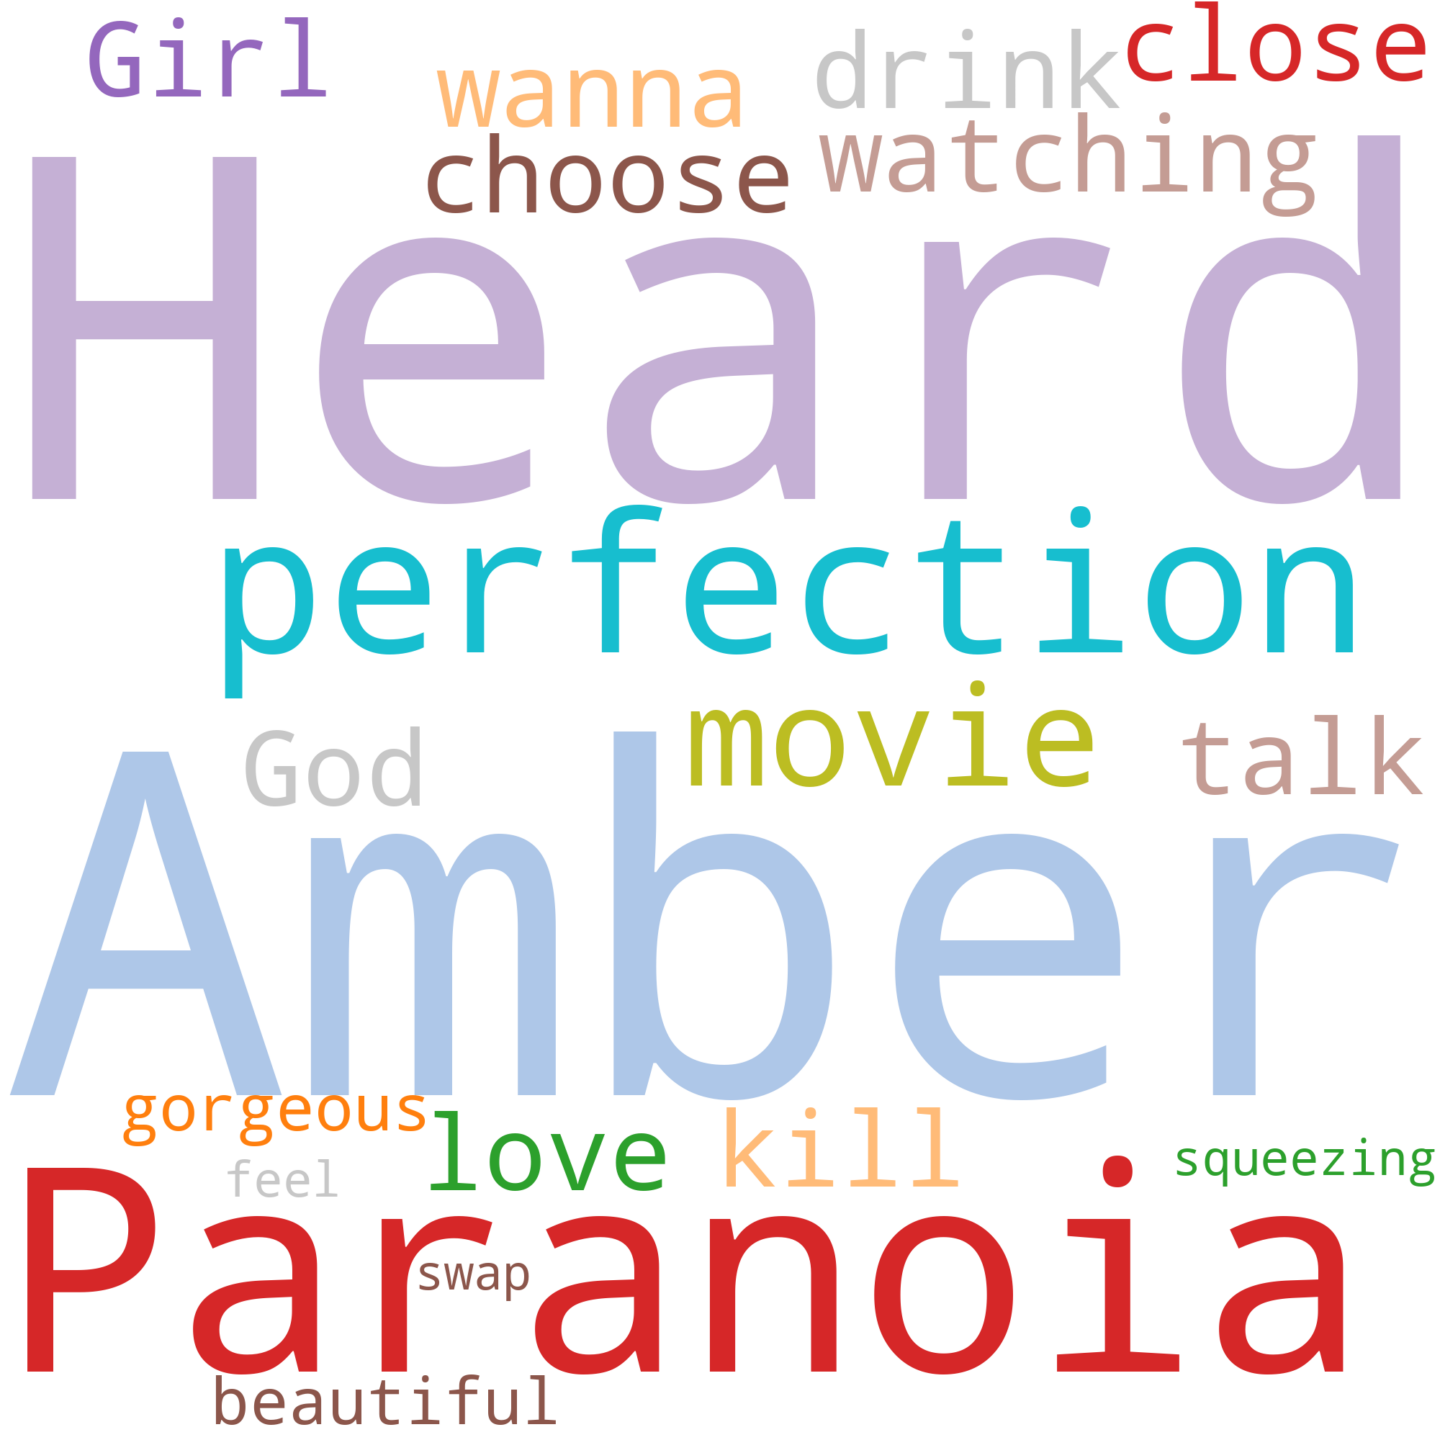 Girl wanna drink close
choose watching
Heard
perfection
God movie talk
Amber
gorgeous love kill squeezing
feel
Paranoia
swap
beautiful